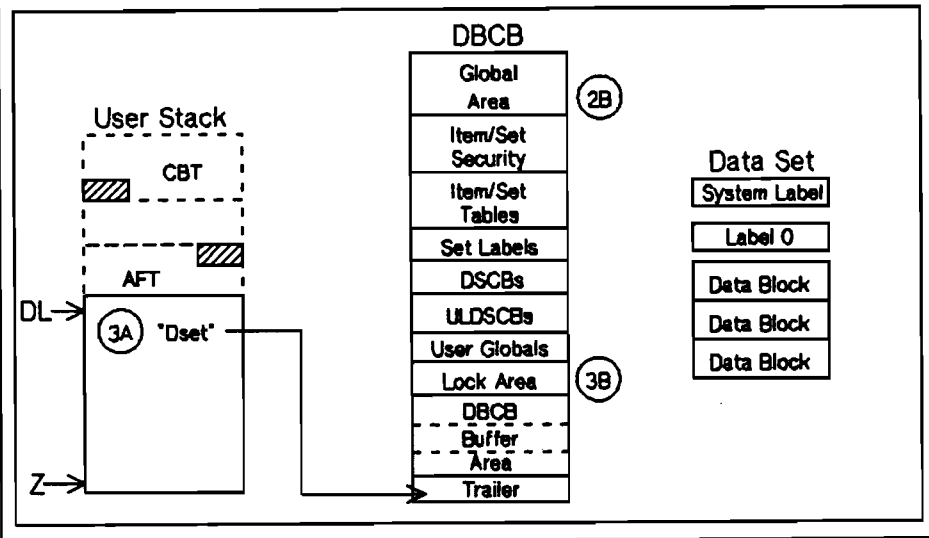 DBCB
Global
Area
2B
User Stack
Item/Set
Security
CBT
Data Set
System Label
Item/Set
Tables
Label 0
Set Labels
AFT
DSCBs
Data Block
DL
ULDSCBs
3A "Dset"
Data Block
User Globals
Data Block
Lock Area
3B
DBCB
Buffer
Area
Z
Trailer